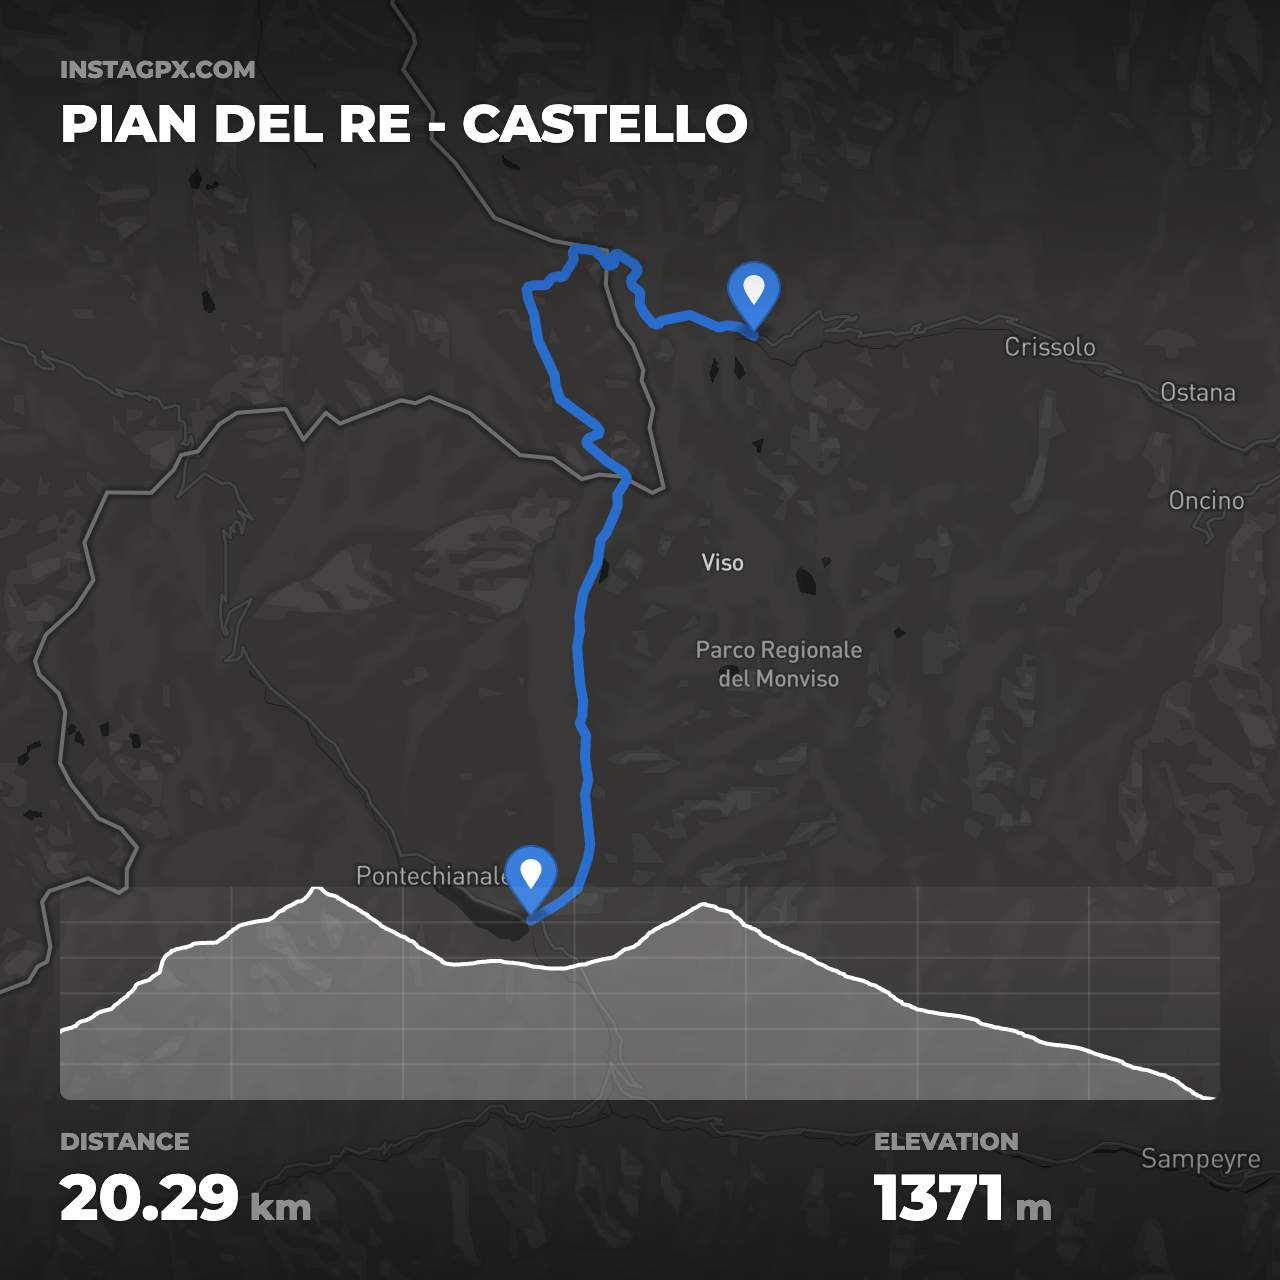 INSTAGPX.COM
PIAN DEL RE - CASTELLO
Crissolo
Ostana
Oncino
Viso
Parco Regionale
del Monviso
Pontechianale
DISTANCE
ELEVATION
Sampeyre
20.29 km
1371 m